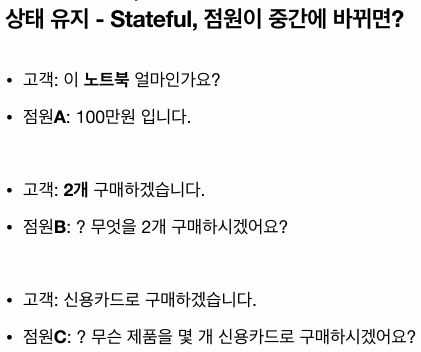 상태 유지 - Stateful, 점원이 중간에 바뀌면?
• 고객: 이 노트북 얼마인가요?
• 점원A: 100만원 입니다.
• 고객: 2개 구매하겠습니다.
• 점원B: ? 무엇을 2개 구매하시겠어요?
• 고객: 신용카드로 구매하겠습니다.
• 점원C: ? 무슨 제품을 몇 개 신용카드로 구매하시겠어요?